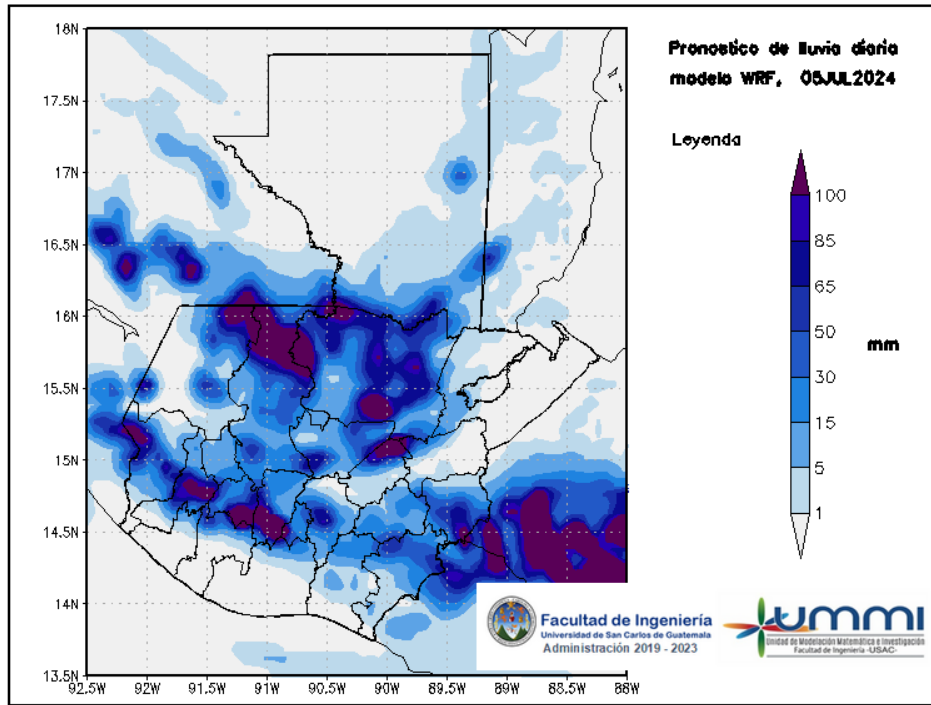 Pronostico de lluvia diaria
modelo WRF, 05JUL2024
Leyenda
100
85
65
50
30
15
5
1
mm
18N
17.5N
17N
16.5N
16N
15.5N
15N
14.5N
14N
13.5N
92.5W 92W 91.5W 91W 90.5W 90W 89.5W 89W 88.5W 88W
Facultad de Ingeniería
Universidad de San Carlos de Guatemala
Administración 2019 - 2023
ummi
Unidad de Modelación Matemática e Investigación
Facultad de Ingeniería -USAC-